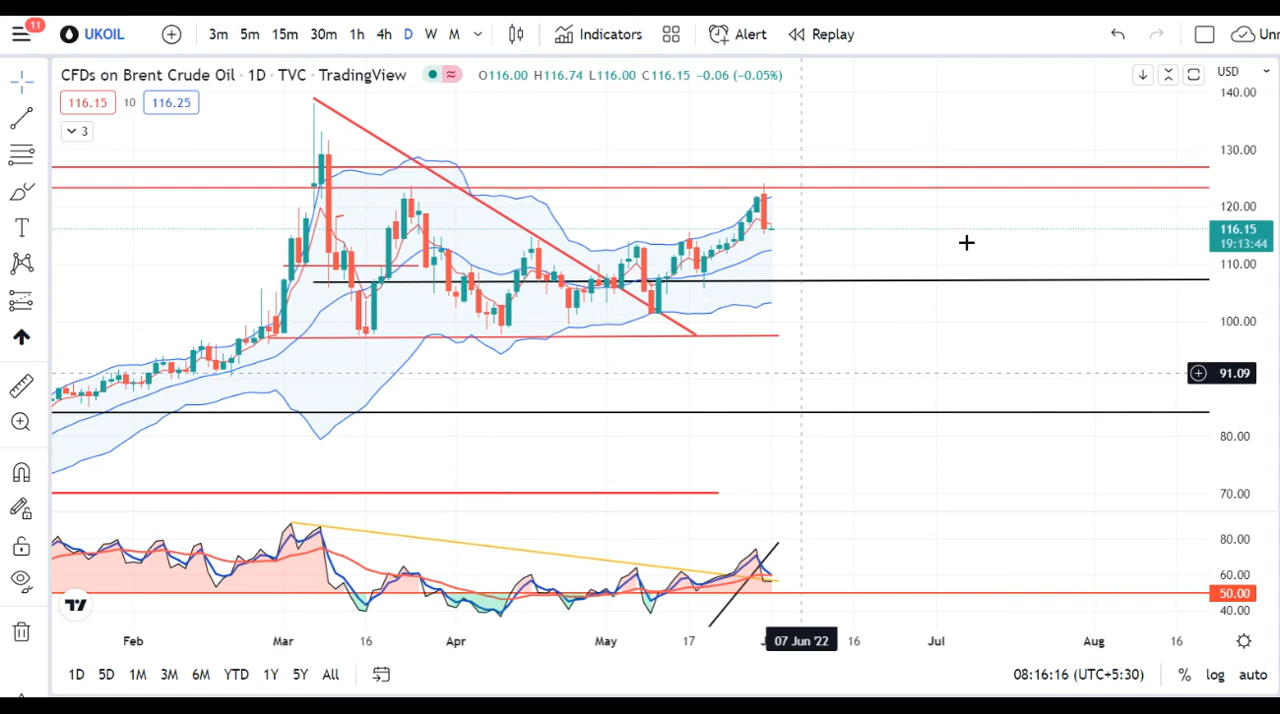 11
UKOIL
3m 5m 15m 30m 1h 4h D W M
Indicators
Alert
Replay
CFDs on Brent Crude Oil · 1D · TVC · TradingView
O116.00 H116.74 L116.00 C116.15 -0.06 (-0.05%)
USD
116.15 10 116.25
3
140.00
130.00
120.00
116.15
19:13:44
110.00
100.00
91.09
80.00
70.00
80.00
60.00
50.00
40.00
Feb Mar 16 Apr May 17 07 Jun '22 16 Jul Aug 16
1D 5D 1M 3M 6M YTD 1Y 5Y All
08:16:16 (UTC+5:30) % log auto